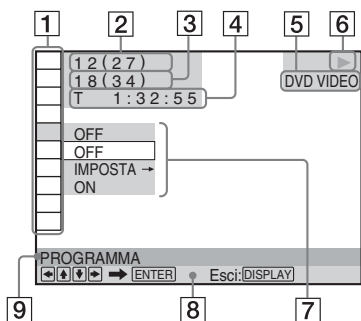 1 2 3 4 5 6
12(27)
18(34)
T 1:32:55
DVD VIDEO
OFF
OFF
IMPOSTA →
ON
PROGRAMMA
ENTER Esci: DISPLAY
9 8 7